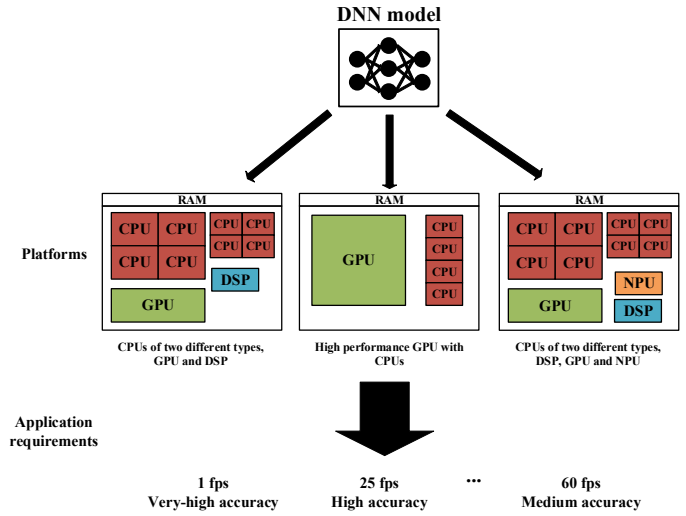 DNN model
RAM
CPU CPU
CPU CPU
CPU CPU
CPU CPU
DSP
GPU
RAM
GPU
CPU
CPU
CPU
CPU
RAM
CPU CPU
CPU CPU
CPU CPU
CPU CPU
NPU
GPU
DSP
Platforms
CPUs of two different types,
GPU and DSP
High performance GPU with
CPUs
CPUs of two different types,
DSP, GPU and NPU
Application
requirements
1 fps
Very-high accuracy
25 fps
High accuracy
...
60 fps
Medium accuracy